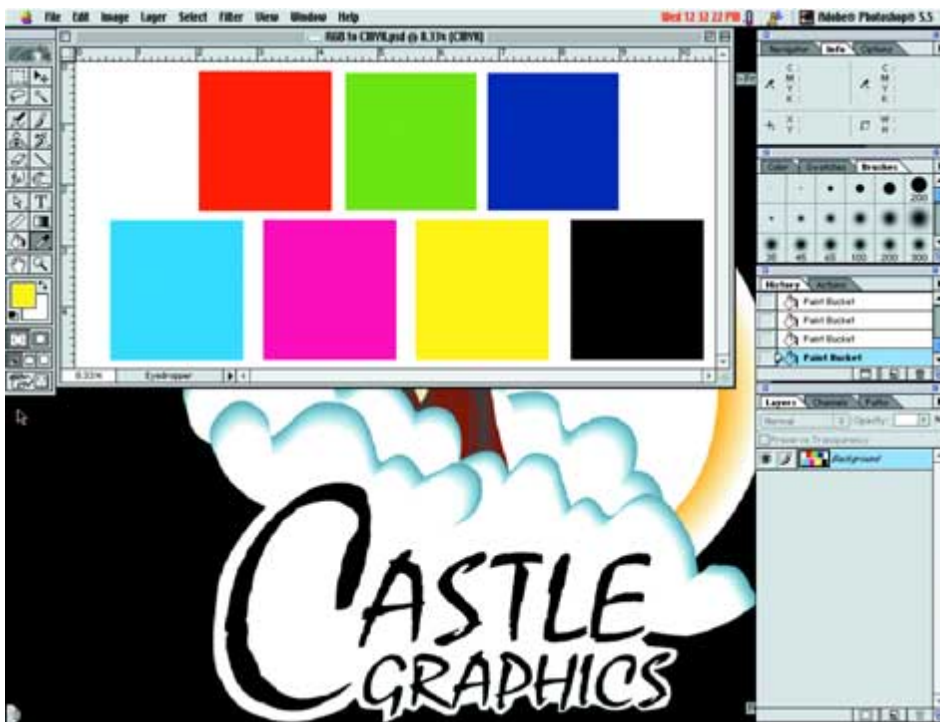 File Edit Image Layer Select Filter View Window Help
Wed 12:32:22 PM
Adobe® Photoshop® 5.5
RGB to CMYK.psd @ 8.33% (CMYK)
Navigator Info Options
C :
M :
Y :
K :
C :
M :
Y :
K :
X :
Y :
W :
H :
Color Swatches Brushes
200
35 45 65 100 200 300
History Actions
Paint Bucket
Paint Bucket
Paint Bucket
Paint Bucket
8.33% Eyedropper
Layers Channels Paths
Normal Opacity:
Preserve Transparency
Background
CASTLE
GRAPHICS